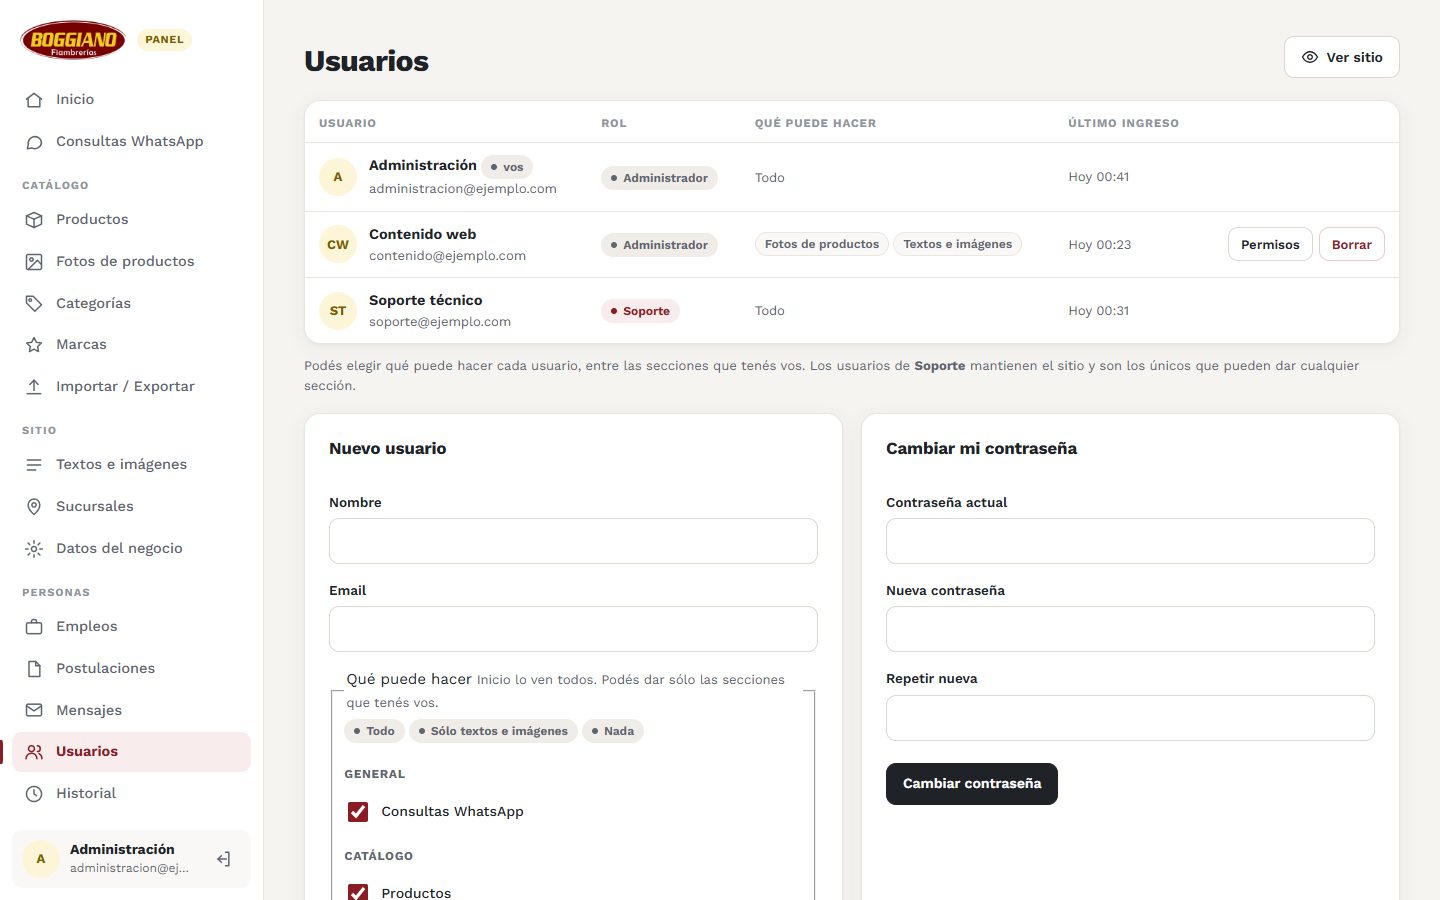 BOGGIANO
Fiambrerías
PANEL
Inicio
Consultas WhatsApp
CATÁLOGO
Productos
Fotos de productos
Categorías
Marcas
Importar / Exportar
SITIO
Textos e imágenes
Sucursales
Datos del negocio
PERSONAS
Empleos
Postulaciones
Mensajes
Usuarios
Historial
A
Administración
administracion@ej...
Usuarios
Ver sitio
USUARIO ROL QUÉ PUEDE HACER ÚLTIMO INGRESO
A Administración vos
administracion@ejemplo.com
Administrador Todo Hoy 00:41
CW Contenido web
contenido@ejemplo.com
Administrador Fotos de productos Textos e imágenes Hoy 00:23 Permisos Borrar
ST Soporte técnico
soporte@ejemplo.com
Soporte Todo Hoy 00:31
Podés elegir qué puede hacer cada usuario, entre las secciones que tenés vos. Los usuarios de Soporte mantienen el sitio y son los únicos que pueden dar cualquier
sección.
Nuevo usuario
Nombre
Email
Qué puede hacer Inicio lo ven todos. Podés dar sólo las secciones
que tenés vos.
Todo Sólo textos e imágenes Nada
GENERAL
Consultas WhatsApp
CATÁLOGO
Productos
Cambiar mi contraseña
Contraseña actual
Nueva contraseña
Repetir nueva
Cambiar contraseña